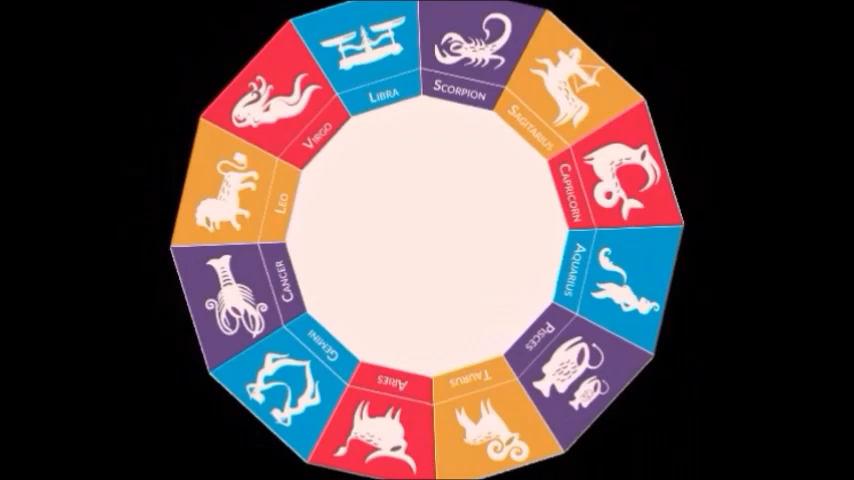 LIBRA
SCORPION
SAGITARIUS
CAPRICORN
AQUARIUS
PISCES
TAURUS
ARIES
GEMINI
CANCER
LEO
VIRGO